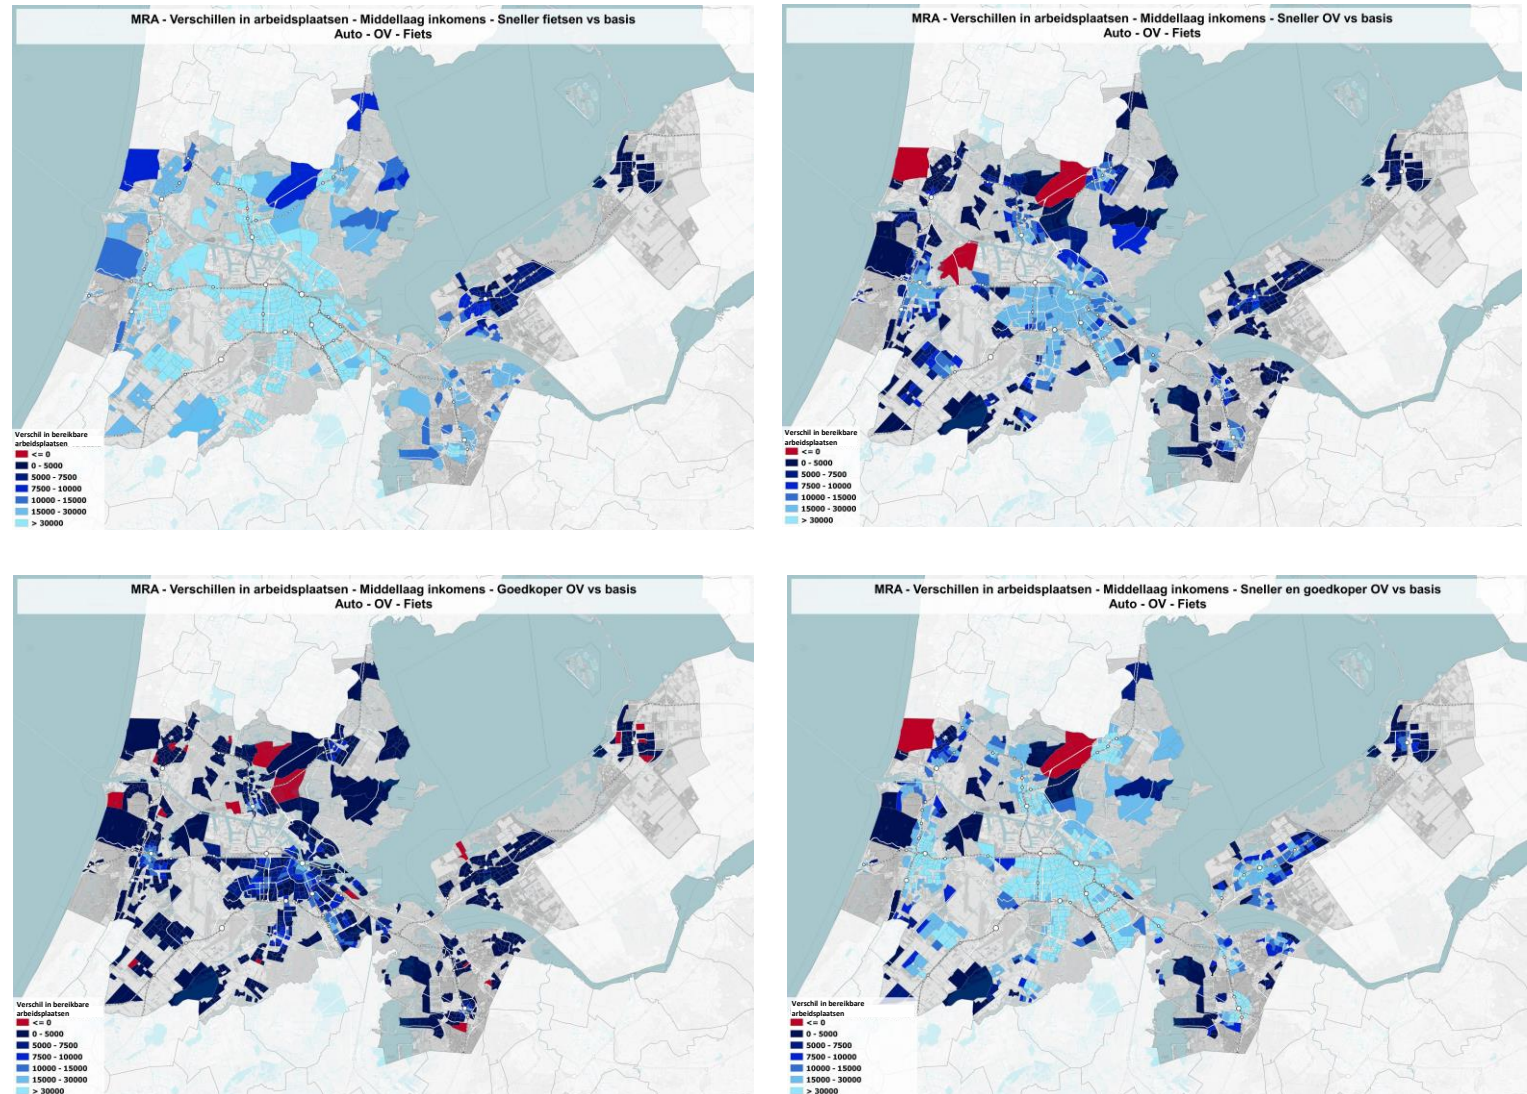 MRA - Verschillen in arbeidsplaatsen - Middellaag inkomens - Sneller fietsen vs basis
Auto - OV - Fiets
Verschil in bereikbare
arbeidsplaatsen
<= 0
0 - 5000
5000 - 7500
7500 - 10000
10000 - 15000
15000 - 30000
> 30000
MRA - Verschillen in arbeidsplaatsen - Middellaag inkomens - Sneller OV vs basis
Auto - OV - Fiets
Verschil in bereikbare
arbeidsplaatsen
<= 0
0 - 5000
5000 - 7500
7500 - 10000
10000 - 15000
15000 - 30000
> 30000
MRA - Verschillen in arbeidsplaatsen - Middellaag inkomens - Goedkoper OV vs basis
Auto - OV - Fiets
Verschil in bereikbare
arbeidsplaatsen
<= 0
0 - 5000
5000 - 7500
7500 - 10000
10000 - 15000
15000 - 30000
> 30000
MRA - Verschillen in arbeidsplaatsen - Middellaag inkomens - Sneller en goedkoper OV vs basis
Auto - OV - Fiets
Verschil in bereikbare
arbeidsplaatsen
<= 0
0 - 5000
5000 - 7500
7500 - 10000
10000 - 15000
15000 - 30000
> 30000